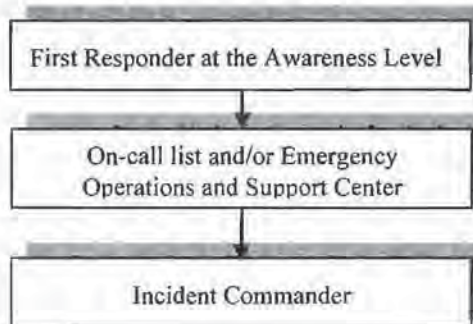 First Responder at the Awareness Level
On-call list and/or Emergency
Operations and Support Center
Incident Commander